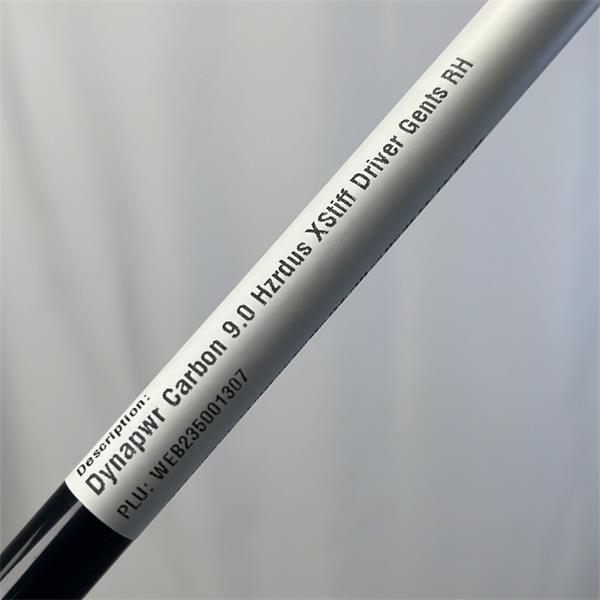 Description:
Dynapwr Carbon 9.0 Hzrdus XStiff Driver Gents RH
PLU: WEB235001307